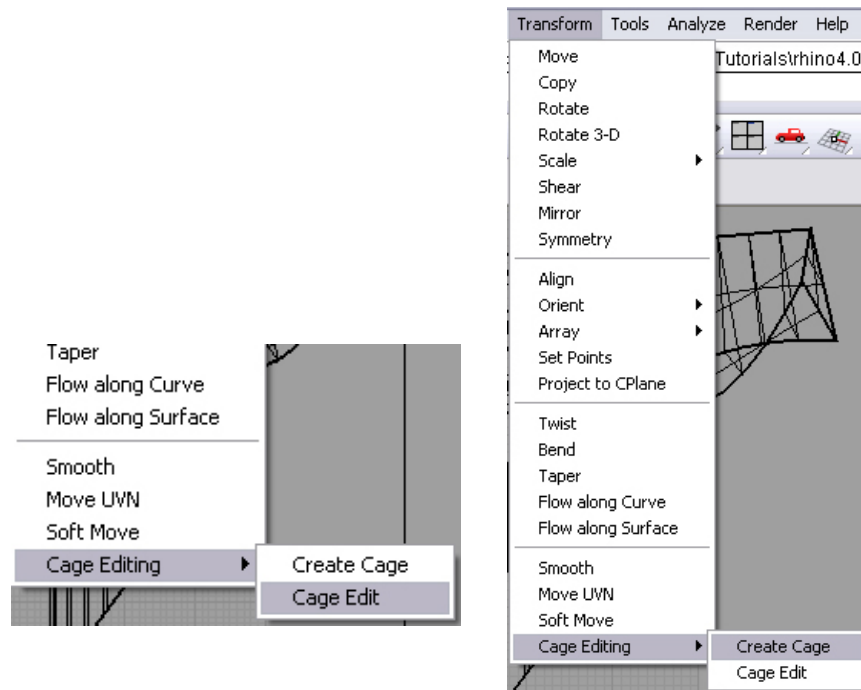 Taper
Flow along Curve
Flow along Surface
Smooth
Move UVN
Soft Move
Cage Editing
Create Cage
Cage Edit
Transform Tools Analyze Render Help
Tutorials\rhino4.0
Move
Copy
Rotate
Rotate 3-D
Scale
Shear
Mirror
Symmetry
Align
Orient
Array
Set Points
Project to CPlane
Twist
Bend
Taper
Flow along Curve
Flow along Surface
Smooth
Move UVN
Soft Move
Cage Editing
Create Cage
Cage Edit